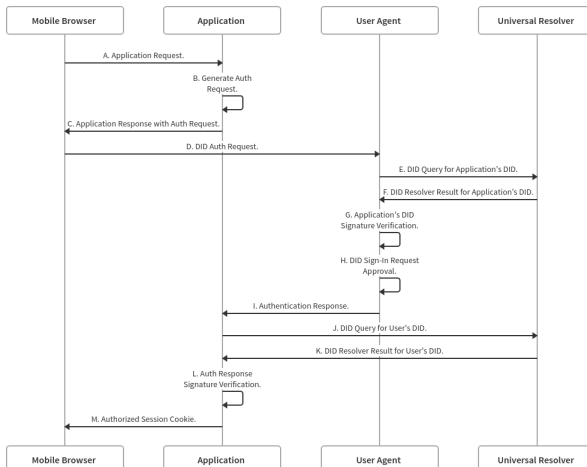 Mobile Browser
Application
User Agent
Universal Resolver
A. Application Request.
B. Generate Auth
Request.
C. Application Response with Auth Request.
D. DID Auth Request.
E. DID Query for Application's DID.
F. DID Resolver Result for Application's DID.
G. Application's DID
Signature Verification.
H. DID Sign-In Request
Approval.
I. Authentication Response.
J. DID Query for User's DID.
K. DID Resolver Result for User's DID.
L. Auth Response
Signature Verification.
M. Authorized Session Cookie.
Mobile Browser
Application
User Agent
Universal Resolver